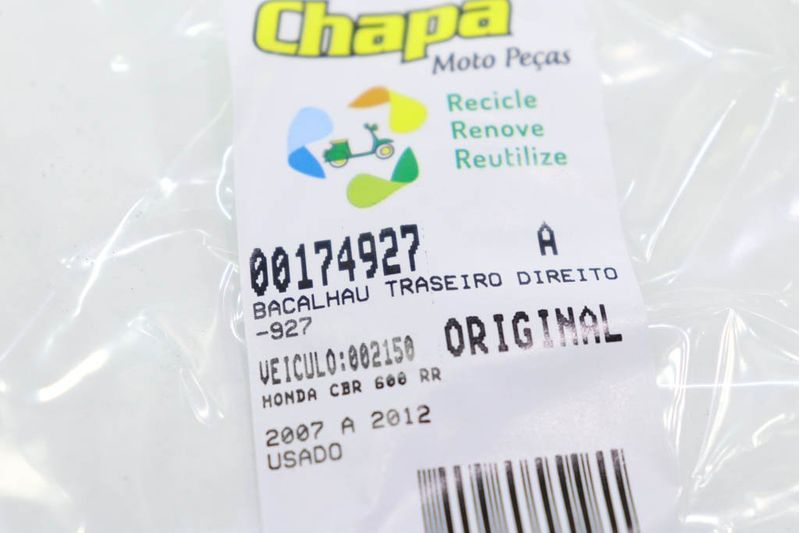 Chapa
Moto Peças
Recicle
Renove
Reutilize
00174927 A
BACALHAU TRASEIRO DIREITO
-927
VEICULO:002150 ORIGINAL
HONDA CBR 600 RR
2007 A 2012
USADO